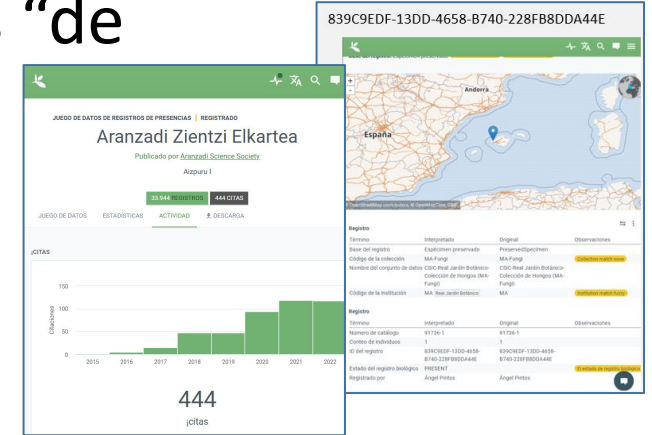 “de
839C9EDF-13DD-4658-B740-228FB8DDA44E
JUEGO DE DATOS DE REGISTROS DE PRESENCIAS | REGISTRADO
Aranzadi Zientzi Elkartea
Publicado por Aranzadi Science Society
Aizpuru I
33.944 REGISTROS 444 CITAS
JUEGO DE DATOS ESTADÍSTICAS ACTIVIDAD DESCARGA
¡CITAS
Citaciones
150
100
50
0
2015 2016 2017 2018 2019 2020 2021 2022
444
¡citas
Andorra
España
Registro
Término Interpretado Original Observaciones
Base del registro Espécimen preservado PreservedSpecimen
Código de la colección MA-Fungi MA-Fungi Collection match none
Nombre del conjunto de datos CSIC-Real Jardín Botánico- CSIC-Real Jardín Botánico-
Colección de Hongos (MA- Colección de Hongos (MA-
Fungi) Fungi)
Código de la institución MA Real Jardín Botánico MA Institution match fuzzy
Registro
Término Interpretado Original Observaciones
Número de catálogo 91736-1 91736-1
Conteo de individuos 1 1
ID del registro 839C9EDF-13DD-4658- 839C9EDF-13DD-4658-
B740-228FB8DDA44E B740-228FB8DDA44E
Estado del registro biológico PRESENT El estado de registro biológico
Registrado por Ángel Pintos Ángel Pintos